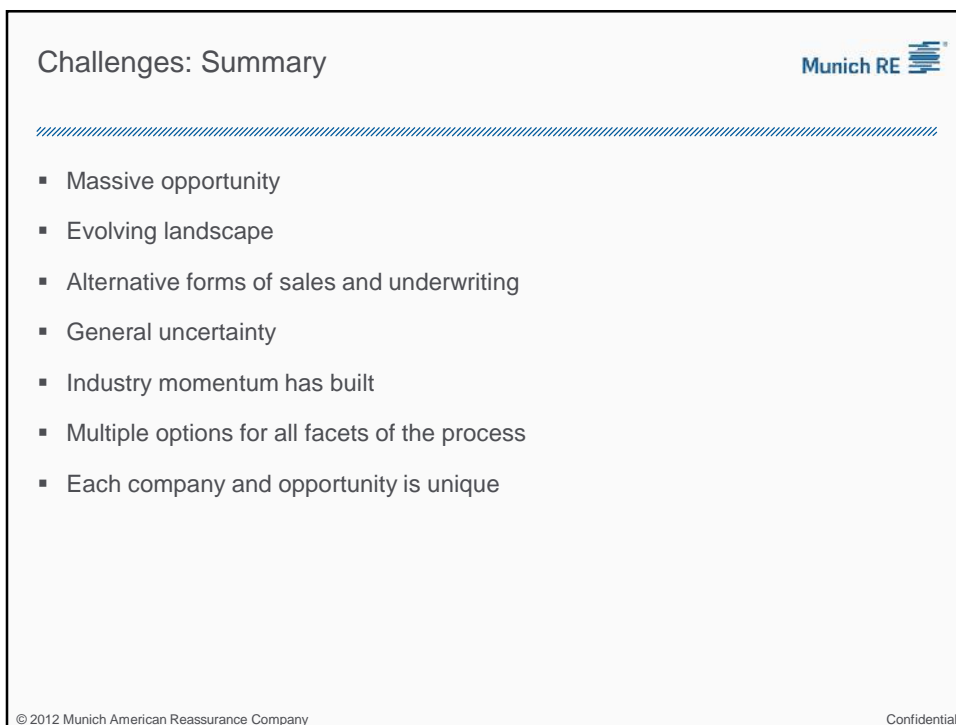 Challenges: Summary
Munich RE
▪ Massive opportunity
▪ Evolving landscape
▪ Alternative forms of sales and underwriting
▪ General uncertainty
▪ Industry momentum has built
▪ Multiple options for all facets of the process
▪ Each company and opportunity is unique
© 2012 Munich American Reassurance Company
Confidential